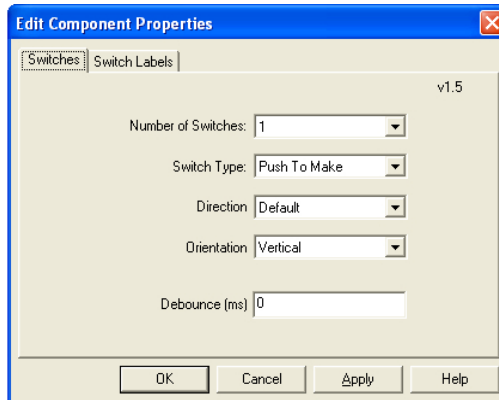 Edit Component Properties
Switches Switch Labels
v1.5
Number of Switches: 1
Switch Type: Push To Make
Direction Default
Orientation Vertical
Debounce (ms) 0
OK Cancel Apply Help